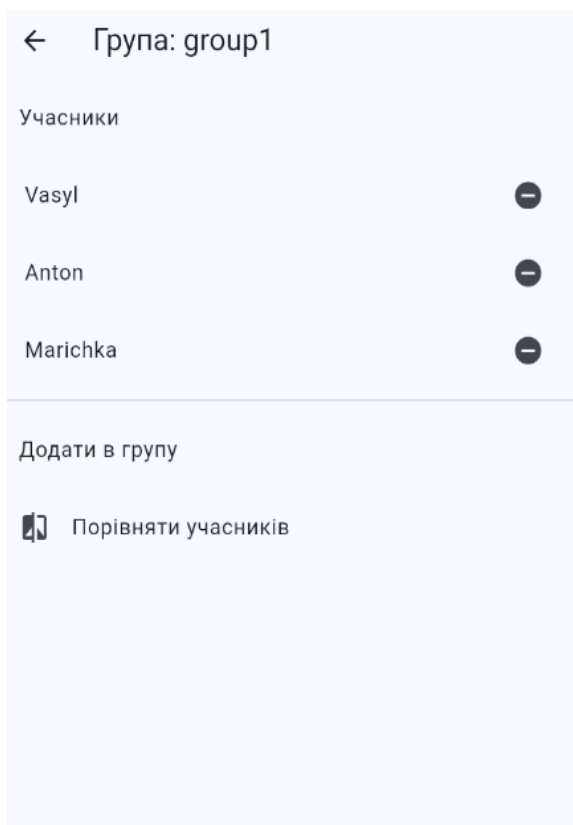 Група: group1
Учасники
Vasyl
Anton
Marichka
Додати в групу
Порівняти учасників